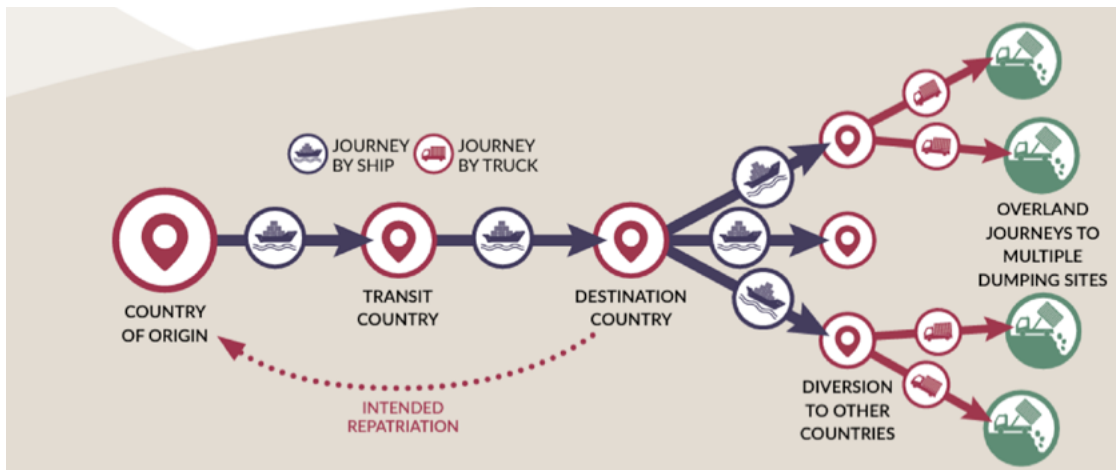 JOURNEY
BY SHIP
JOURNEY
BY TRUCK
COUNTRY
OF ORIGIN
TRANSIT
COUNTRY
DESTINATION
COUNTRY
INTENDED
REPATRIATION
DIVERSION
TO OTHER
COUNTRIES
OVERLAND
JOURNEYS TO
MULTIPLE
DUMPING SITES